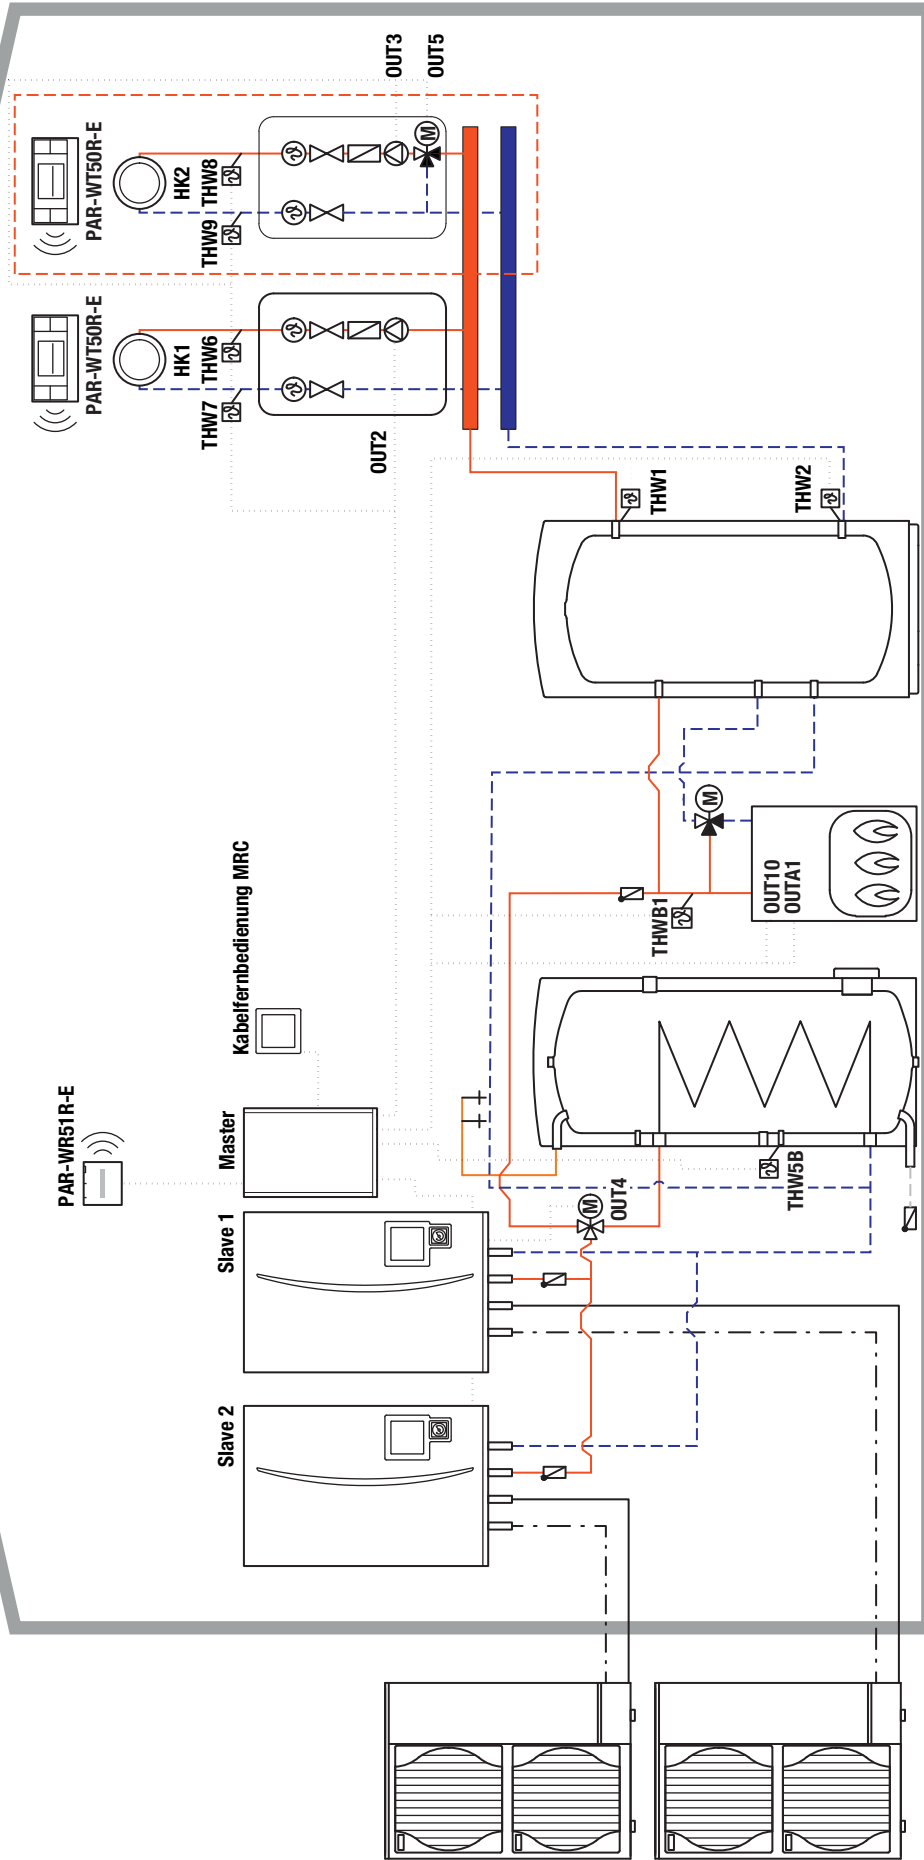 PAR-WR51R-E
Slave 2
Slave 1
Master
Kabelfernbedienung MRC
OUT4
THW5B
THWB1
OUT10
OUTA1
THW1
THW2
PAR-WT50R-E
HK1
THW6
THW7
OUT2
PAR-WT50R-E
HK2
THW8
THW9
OUT3
OUT5
M
M
M